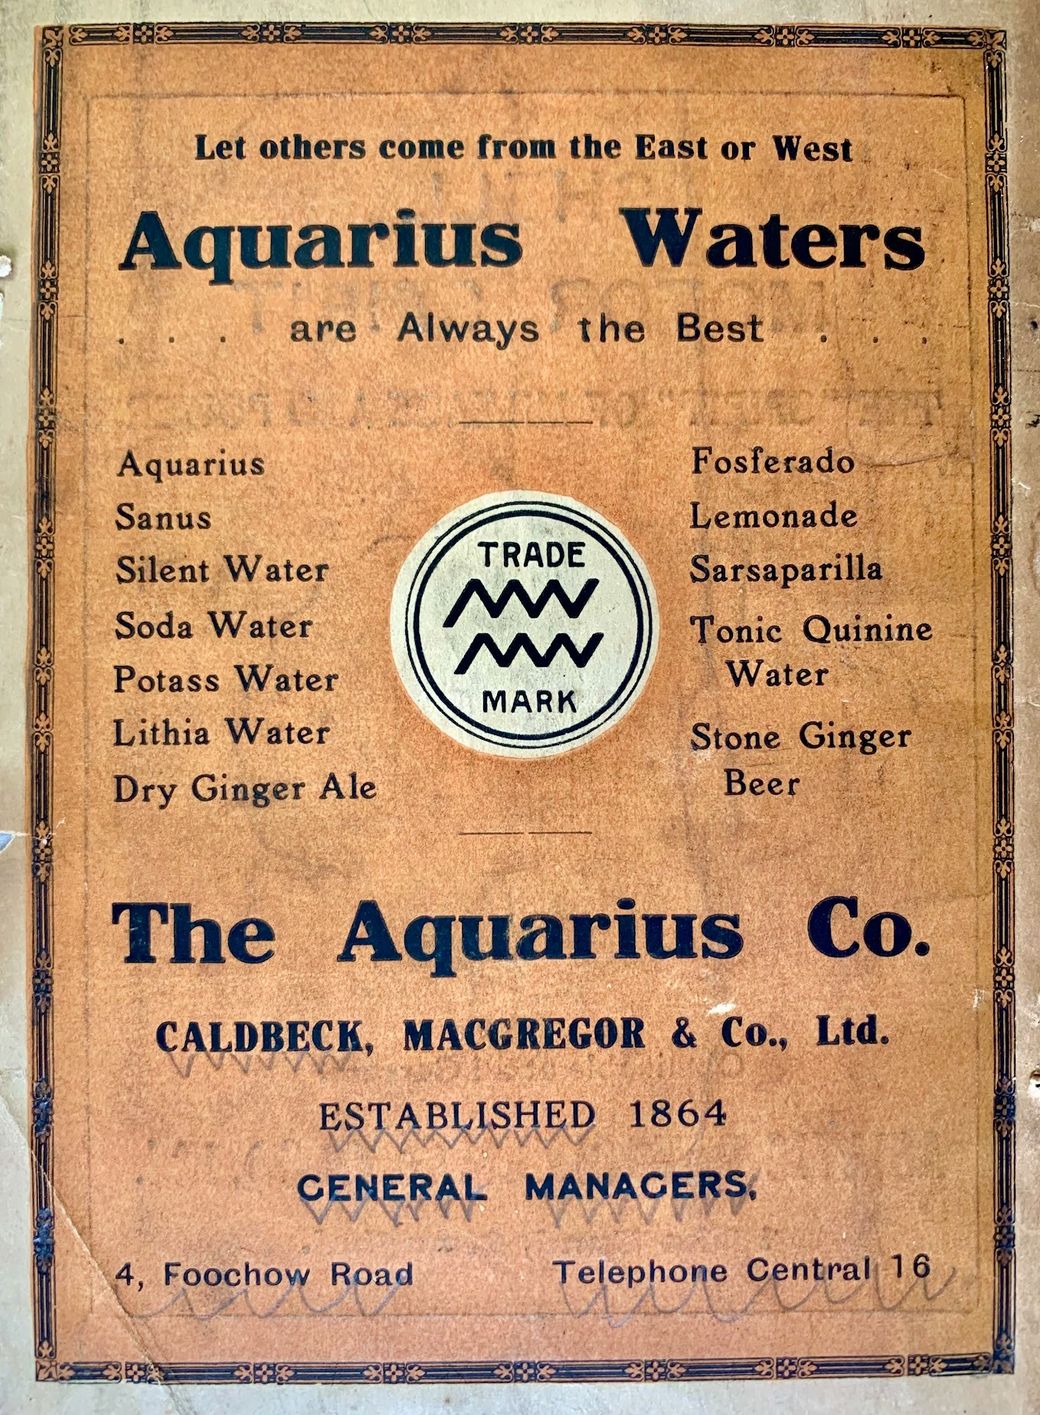 Let others come from the East or West
Aquarius Waters
. . . are Always the Best . . .
Aquarius
Sanus
Silent Water
Soda Water
Potass Water
Lithia Water
Dry Ginger Ale
TRADE
MARK
Fosferado
Lemonade
Sarsaparilla
Tonic Quinine
Water
Stone Ginger
Beer
The Aquarius Co.
CALDBECK, MACGREGOR & Co., Ltd.
ESTABLISHED 1864
GENERAL MANAGERS,
4, Foochow Road Telephone Central 16